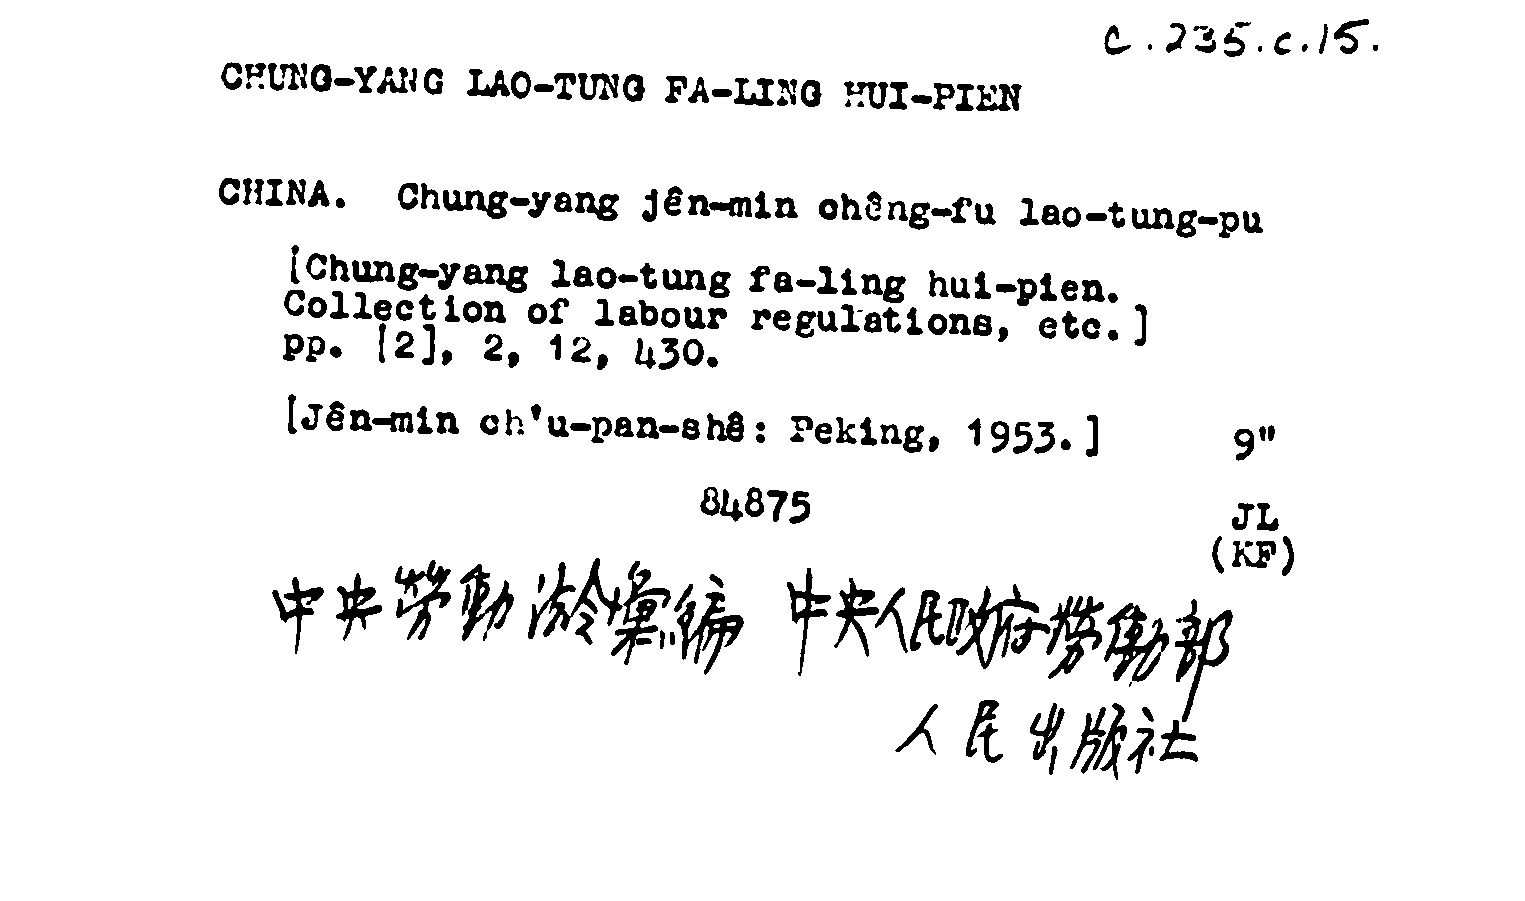 c.235.c.15.
CHUNG-YANG LAO-TUNG FA-LING HUI-PIEN
CHINA. Chung-yang jên-min chêng-fu lao-tung-pu
[Chung-yang lao-tung fa-ling hui-pien.
Collection of labour regulations, etc.]
pp. [2], 2, 12, 430.
[Jên-min ch'u-pan-shê: Peking, 1953.] 9"
84875 JL
(KF)
中央勞動法令彙編 中央人民政府勞動部
人民出版社